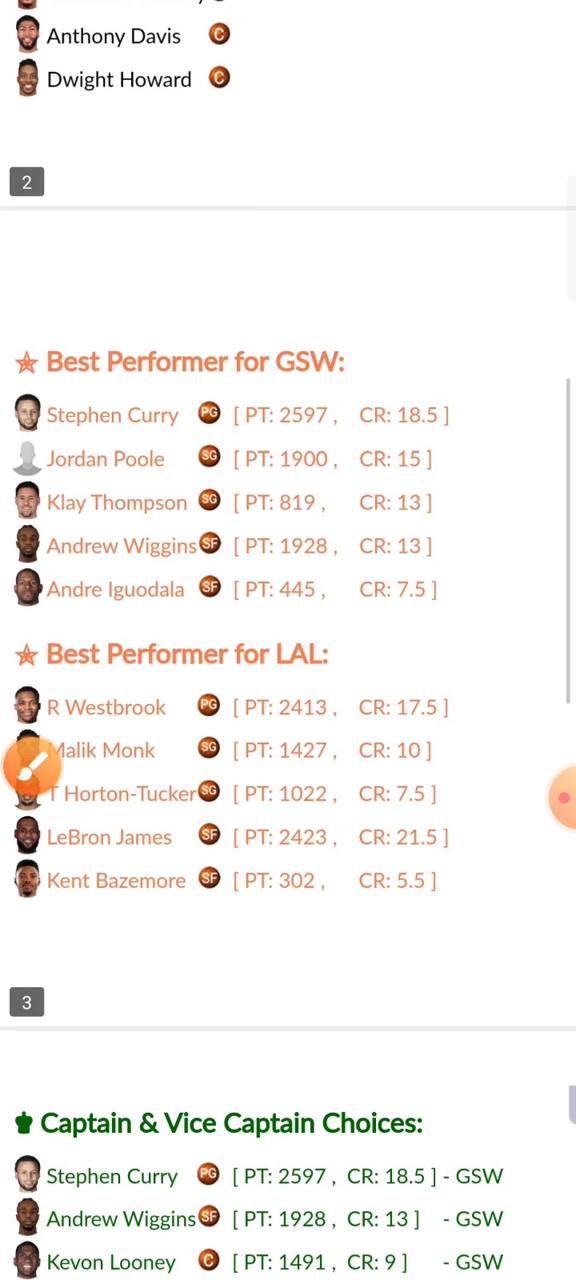 Anthony Davis C
Dwight Howard C
2
Best Performer for GSW:
Stephen Curry PG [ PT: 2597 , CR: 18.5 ]
Jordan Poole SG [ PT: 1900 , CR: 15 ]
Klay Thompson SG [ PT: 819 , CR: 13 ]
Andrew Wiggins SF [ PT: 1928 , CR: 13 ]
Andre Iguodala SF [ PT: 445 , CR: 7.5 ]
Best Performer for LAL:
R Westbrook PG [ PT: 2413 , CR: 17.5 ]
Malik Monk SG [ PT: 1427 , CR: 10 ]
T Horton-Tucker SG [ PT: 1022 , CR: 7.5 ]
LeBron James SF [ PT: 2423 , CR: 21.5 ]
Kent Bazemore SF [ PT: 302 , CR: 5.5 ]
3
Captain & Vice Captain Choices:
Stephen Curry PG [ PT: 2597 , CR: 18.5 ] - GSW
Andrew Wiggins SF [ PT: 1928 , CR: 13 ] - GSW
Kevon Looney C [ PT: 1491 , CR: 9 ] - GSW